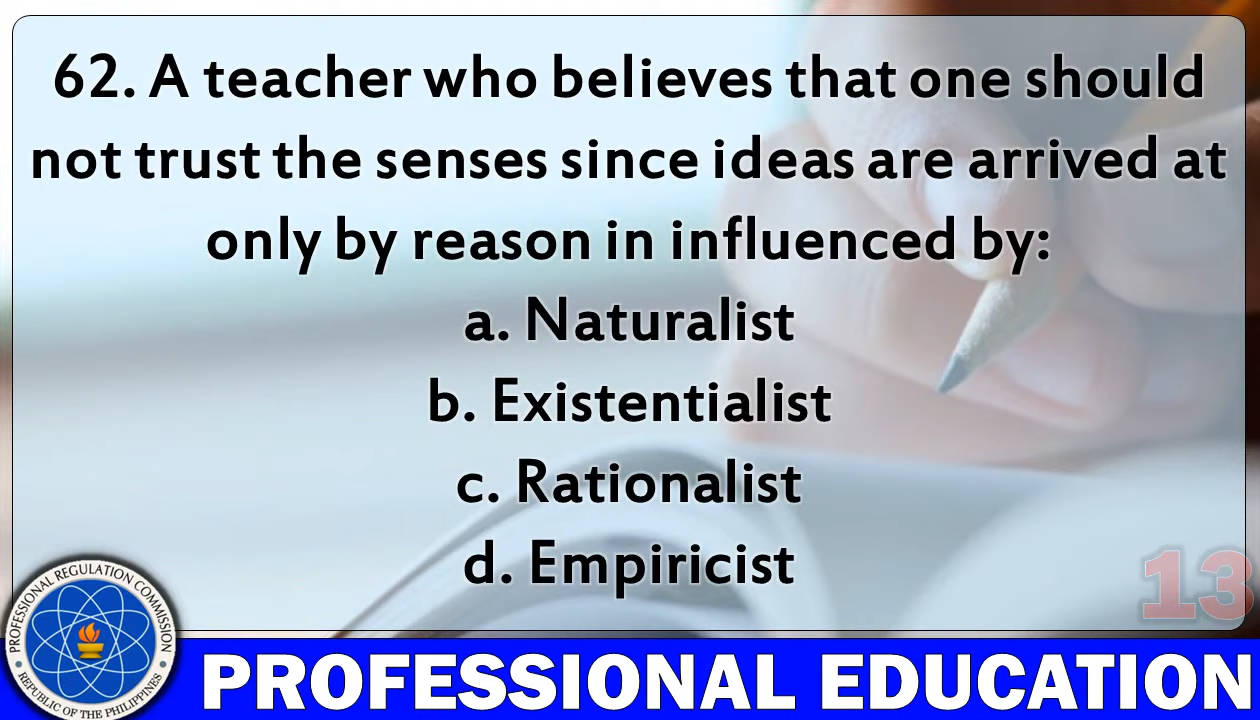 62. A teacher who believes that one should
not trust the senses since ideas are arrived at
only by reason in influenced by:
a. Naturalist
b. Existentialist
c. Rationalist
d. Empiricist
13
PROFESSIONAL REGULATION COMMISSION
REPUBLIC OF THE PHILIPPINES
PROFESSIONAL EDUCATION